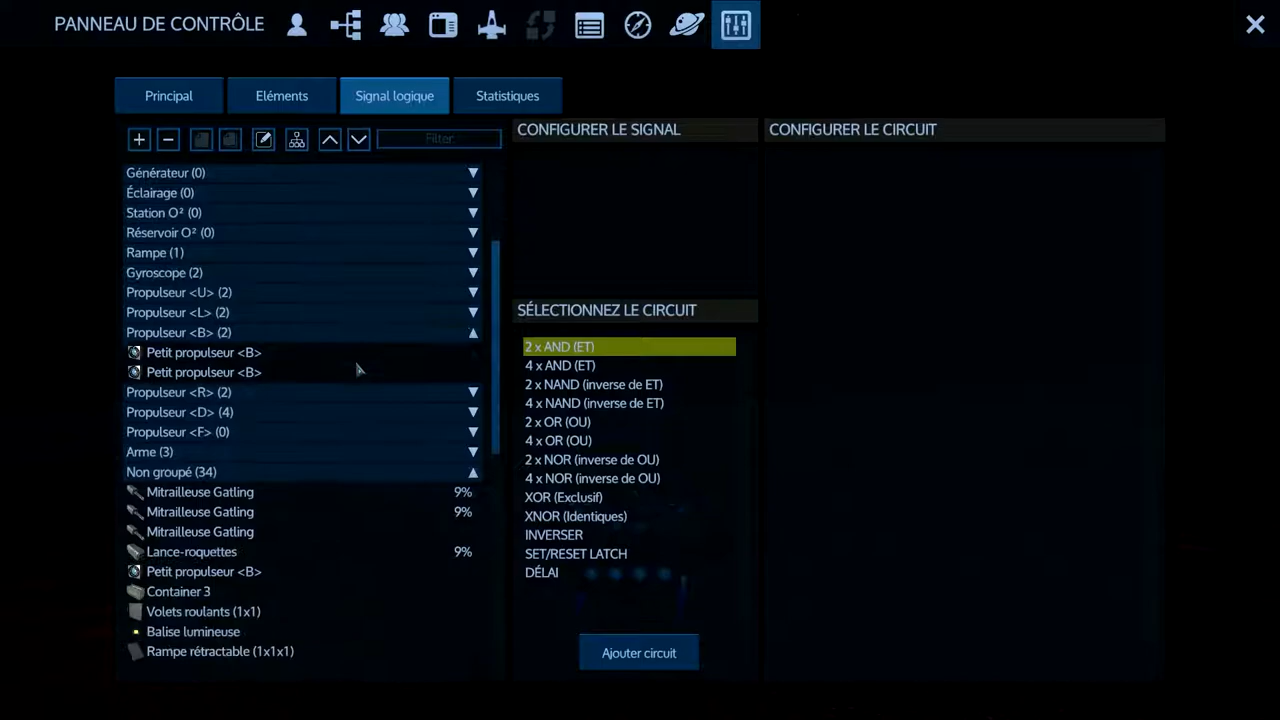 PANNEAU DE CONTRÔLE
Principal
Eléments
Signal logique
Statistiques
Filter
CONFIGURER LE SIGNAL
CONFIGURER LE CIRCUIT
Générateur (0)
Éclairage (0)
Station O² (0)
Réservoir O² (0)
Rampe (1)
Gyroscope (2)
Propulseur <U> (2)
Propulseur <L> (2)
Propulseur <B> (2)
Petit propulseur <B>
Petit propulseur <B>
Propulseur <R> (2)
Propulseur <D> (4)
Propulseur <F> (0)
Arme (3)
Non groupé (34)
Mitrailleuse Gatling 9%
Mitrailleuse Gatling 9%
Mitrailleuse Gatling
Lance-roquettes 9%
Petit propulseur <B>
Container 3
Volets roulants (1x1)
Balise lumineuse
Rampe rétractable (1x1x1)
SÉLECTIONNEZ LE CIRCUIT
2 x AND (ET)
4 x AND (ET)
2 x NAND (inverse de ET)
4 x NAND (inverse de ET)
2 x OR (OU)
4 x OR (OU)
2 x NOR (inverse de OU)
4 x NOR (inverse de OU)
XOR (Exclusif)
XNOR (Identiques)
INVERSER
SET/RESET LATCH
DÉLAI
Ajouter circuit